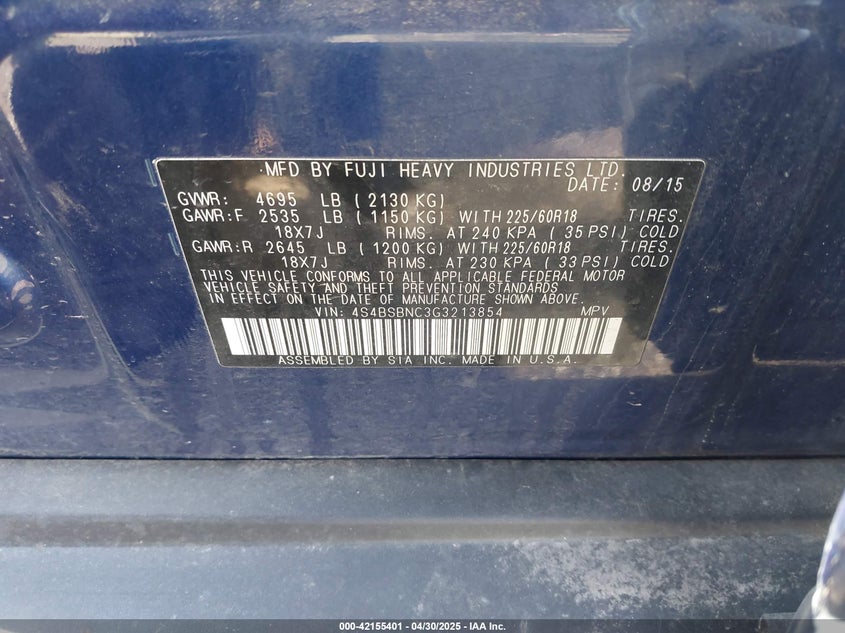 MFD BY FUJI HEAVY INDUSTRIES LTD.
DATE: 08/15
GVWR: 4695 LB ( 2130 KG)
GAWR:F 2535 LB ( 1150 KG) WITH 225/60R18 TIRES.
18X7J RIMS. AT 240 KPA ( 35 PSI) COLD
GAWR:R 2645 LB ( 1200 KG) WITH 225/60R18 TIRES.
18X7J RIMS. AT 230 KPA ( 33 PSI) COLD
THIS VEHICLE CONFORMS TO ALL APPLICABLE FEDERAL MOTOR
VEHICLE SAFETY AND THEFT PREVENTION STANDARDS
IN EFFECT ON THE DATE OF MANUFACTURE SHOWN ABOVE.
VIN: 4S4BSBNC3G3213854 MPV
ASSEMBLED BY SIA INC. MADE IN U.S.A.
000-42155401 - 04/30/2025 - IAA Inc.